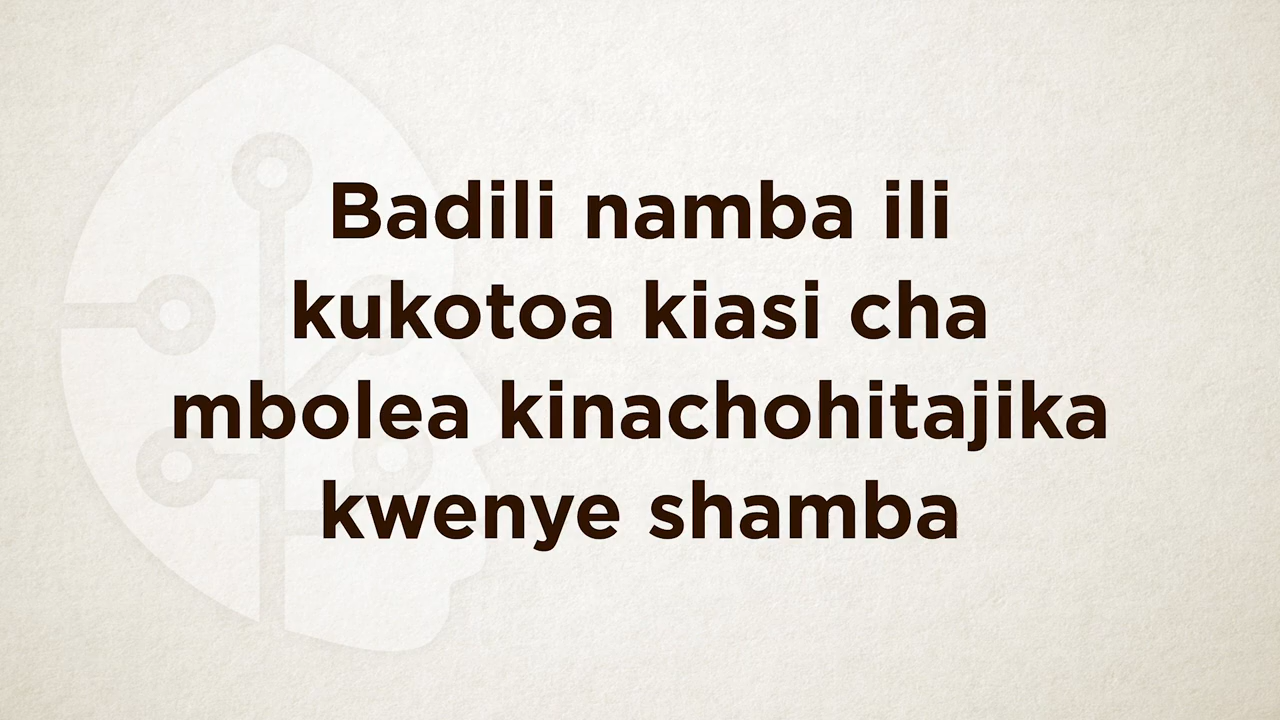 Badili namba ili
kukotoa kiasi cha
mbolea kinachohitajika
kwenye shamba